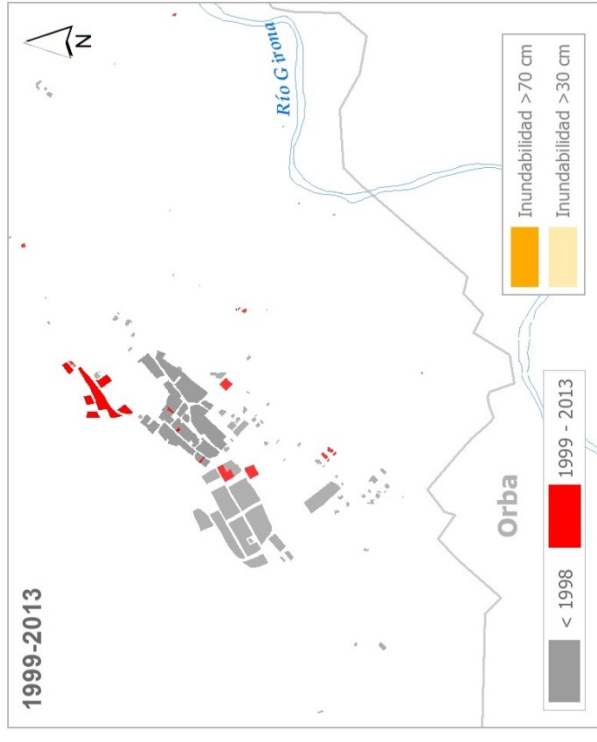 1999-2013
N
Río Girona
Orba
< 1998
1999 - 2013
Inundabilidad >70 cm
Inundabilidad >30 cm